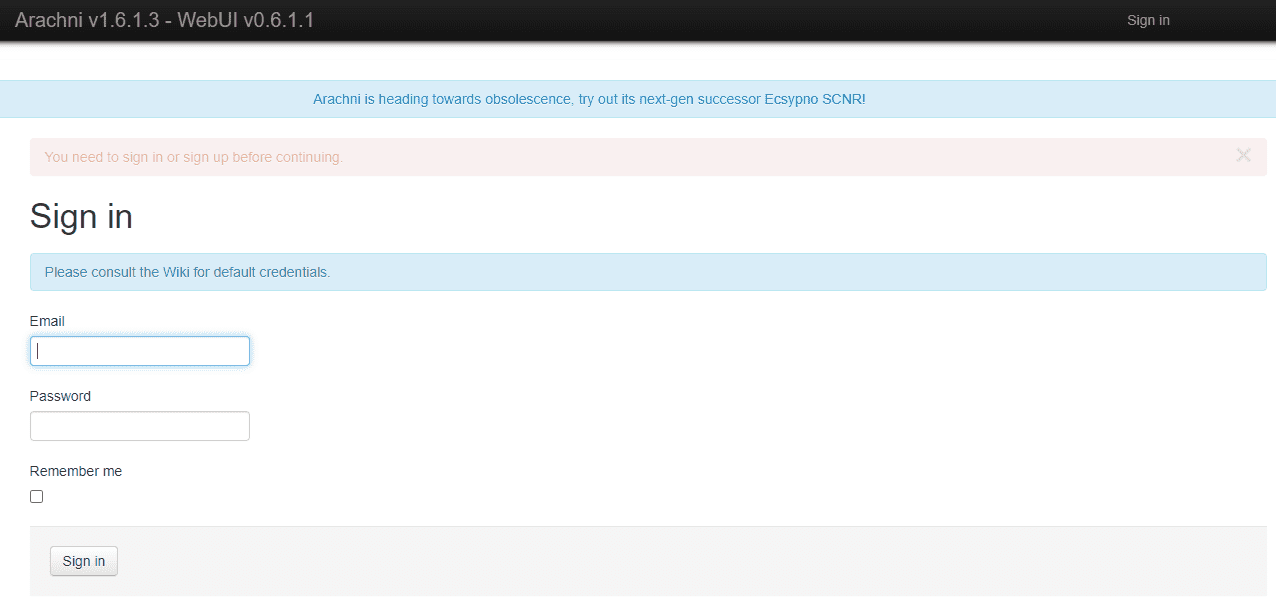 Arachni v1.6.1.3 - WebUI v0.6.1.1
Sign in
Arachni is heading towards obsolescence, try out its next-gen successor Ecsypno SCNR!
You need to sign in or sign up before continuing.
Sign in
Please consult the Wiki for default credentials.
Email
Password
Remember me
Sign in